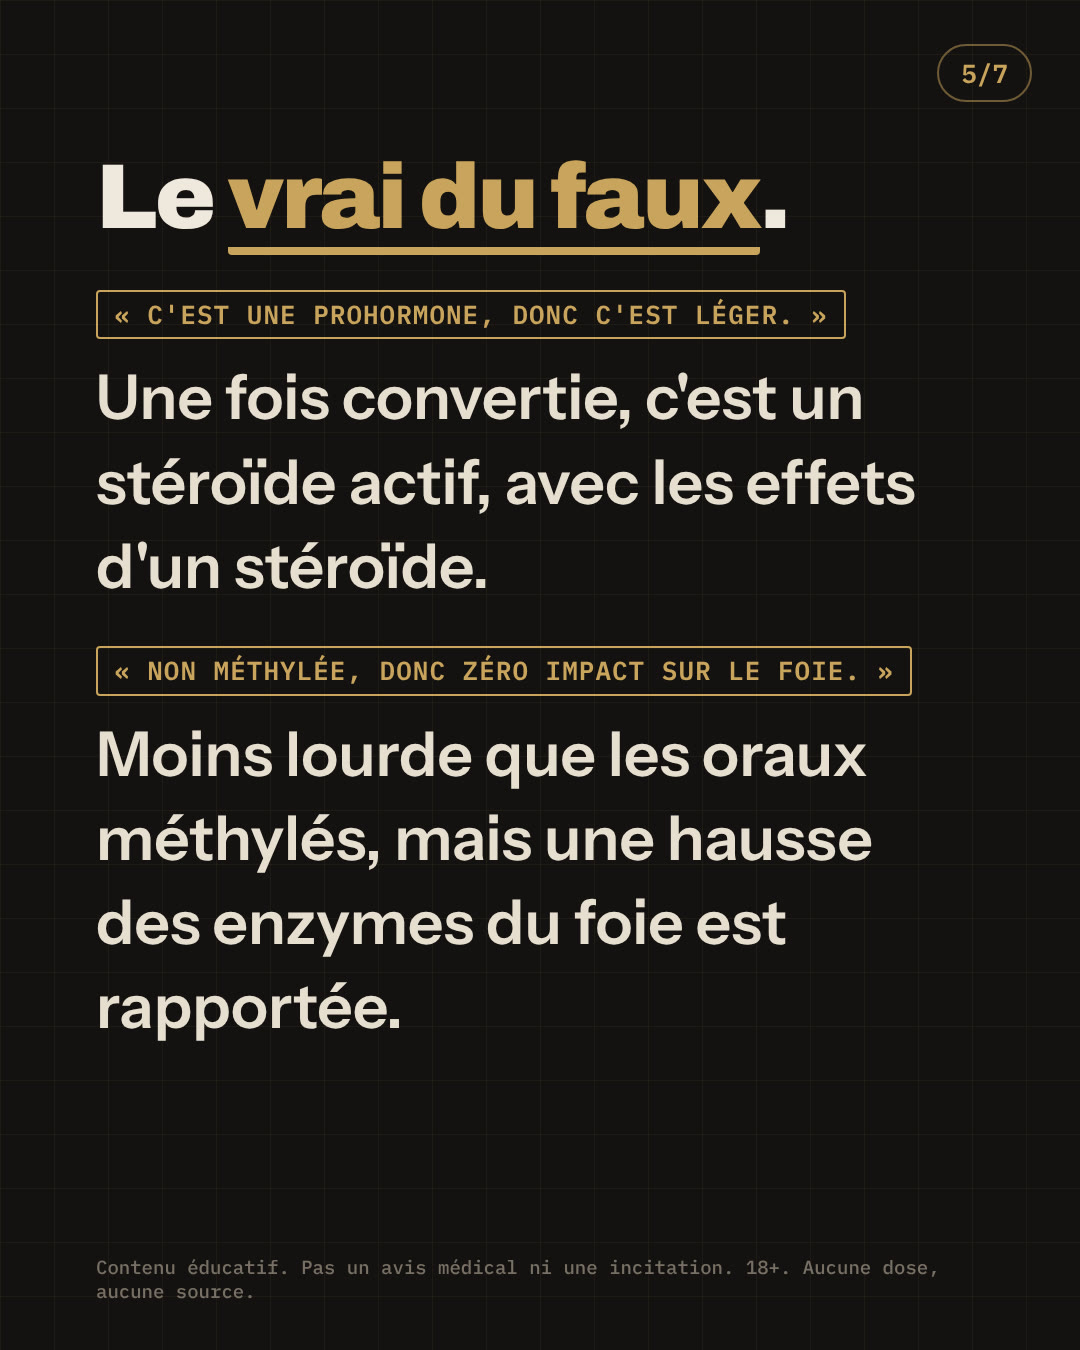 5/7
Le vrai du faux.
« C'EST UNE PROHORMONE, DONC C'EST LÉGER. »
Une fois convertie, c'est un
stéroïde actif, avec les effets
d'un stéroïde.
« NON MÉTHYLÉE, DONC ZÉRO IMPACT SUR LE FOIE. »
Moins lourde que les oraux
méthylés, mais une hausse
des enzymes du foie est
rapportée.
Contenu éducatif. Pas un avis médical ni une incitation. 18+. Aucune dose,
aucune source.